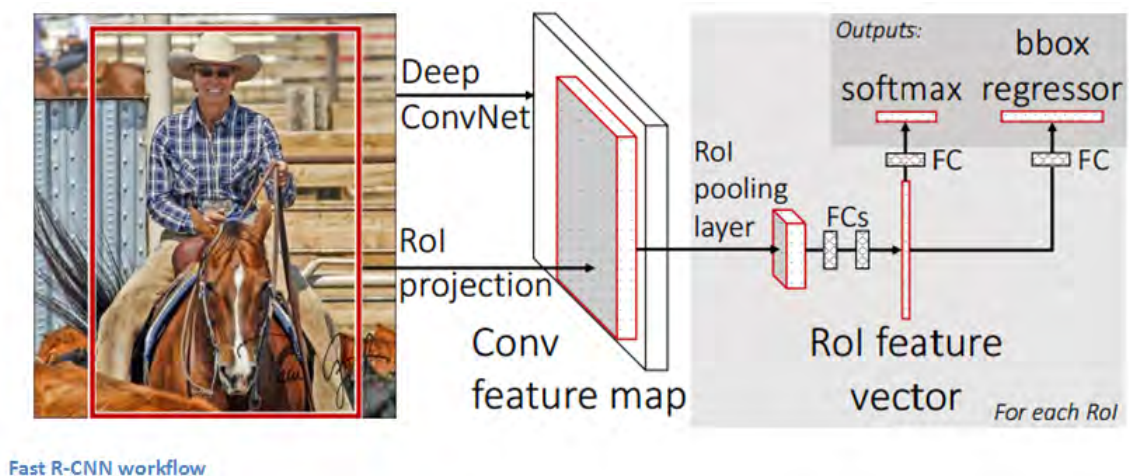 Deep
ConvNet
RoI
projection
Conv
feature map
RoI
pooling
layer
FCs
Outputs:
softmax
bbox
regressor
FC
FC
RoI feature
vector
For each RoI
Fast R-CNN workflow